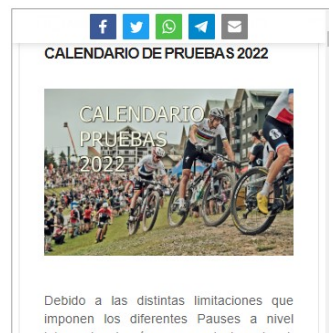 CALENDARIO DE PRUEBAS 2022
CALENDARIO
PRUEBAS
2022
Debido a las distintas limitaciones que
imponen los diferentes Pauses a nivel